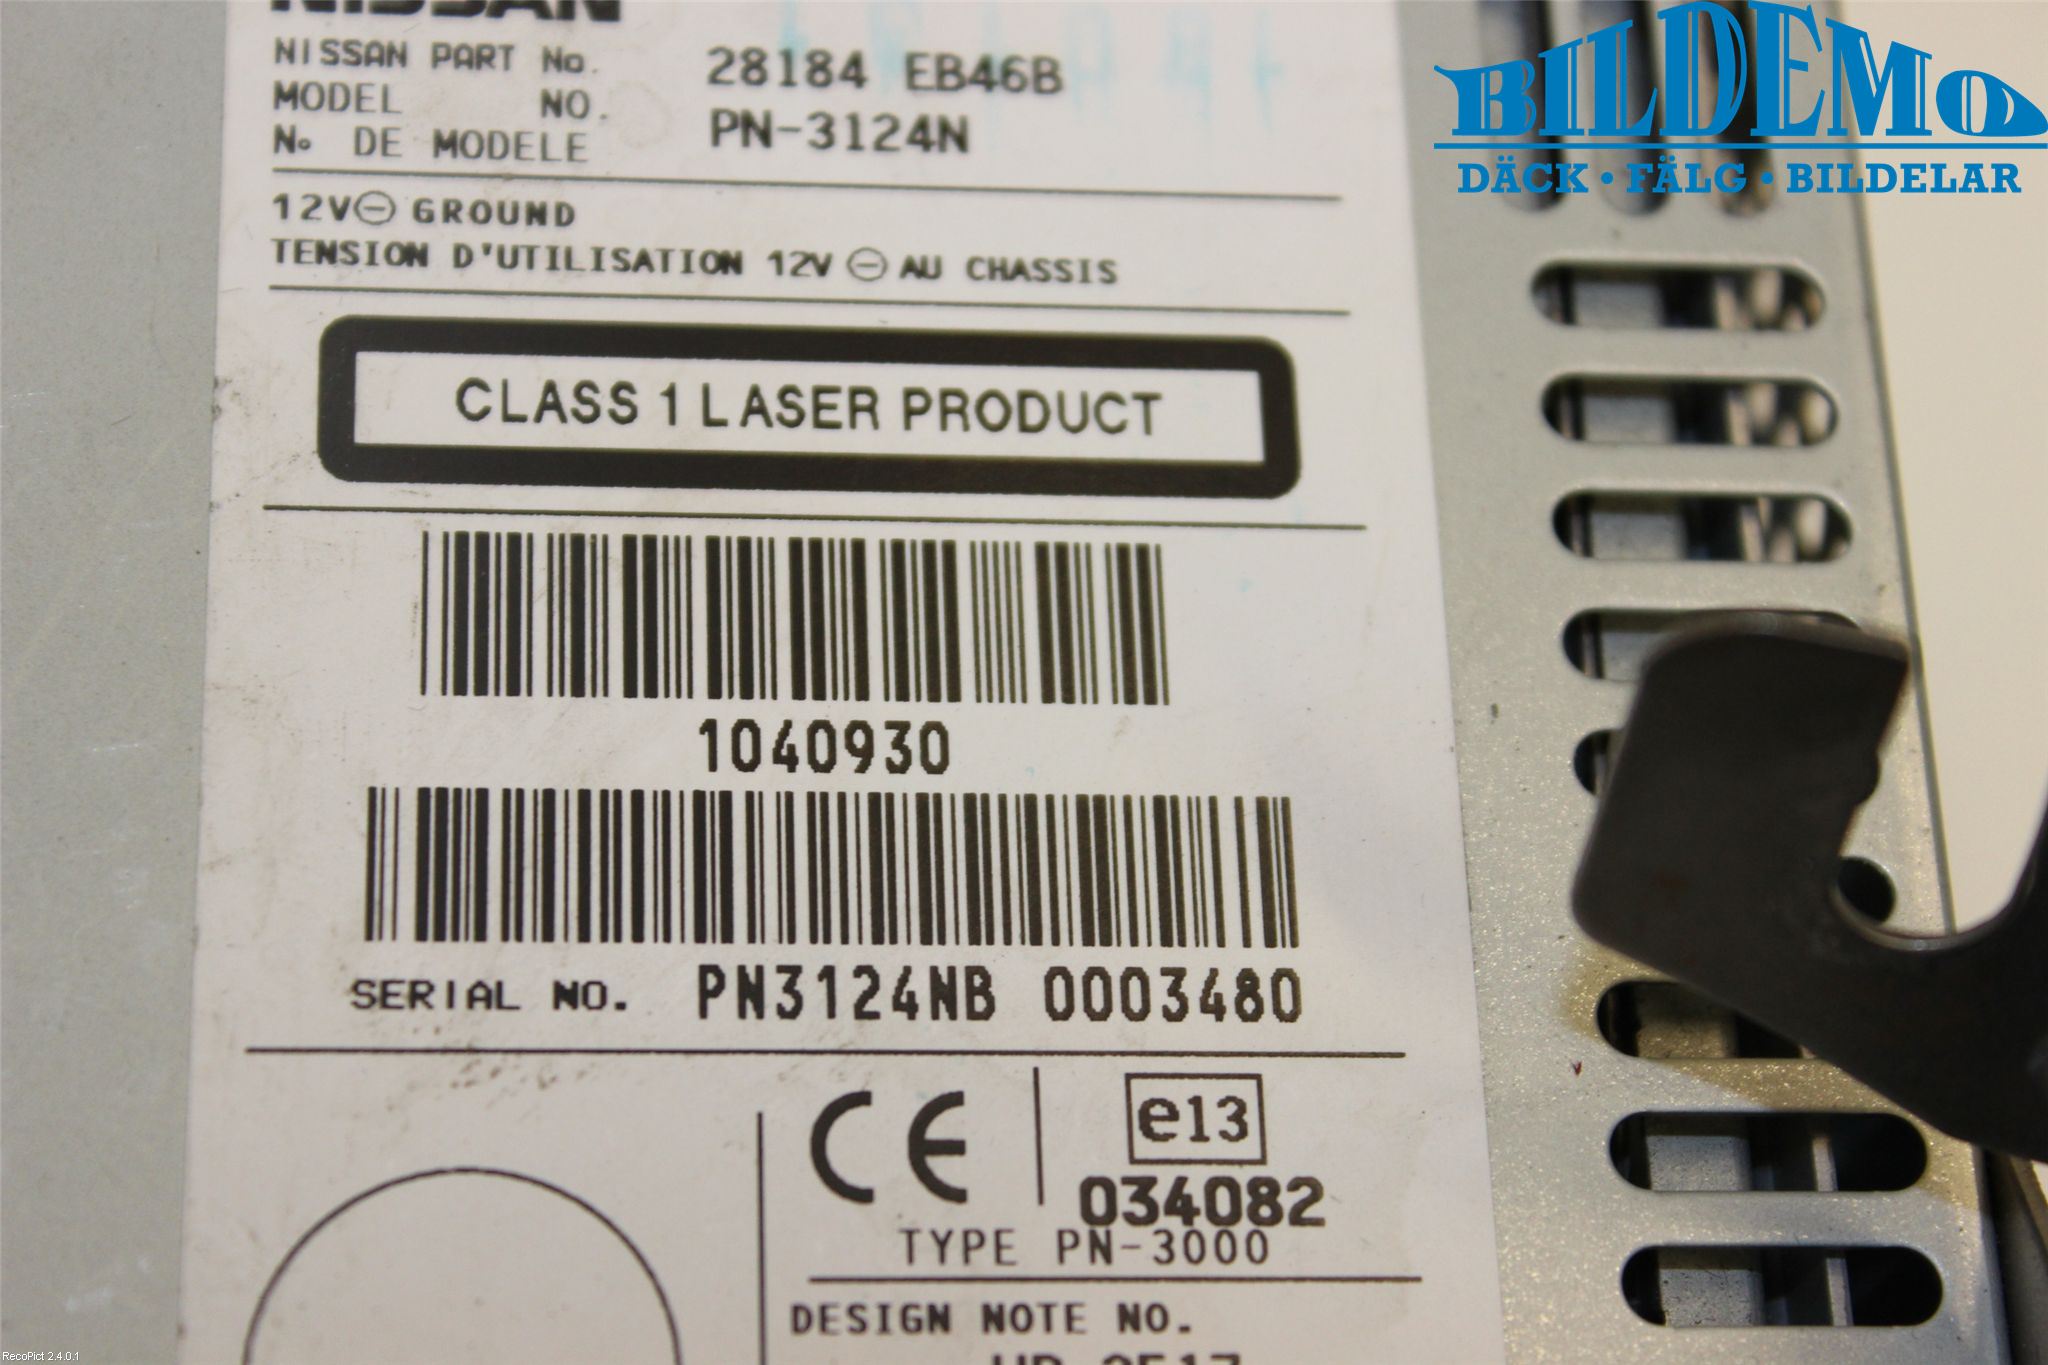 NISSAN
NISSAN PART No. 28184 EB46B
MODEL NO. PN-3124N
No DE MODELE
12V⊖ GROUND
TENSION D'UTILISATION 12V ⊖ AU CHASSIS
CLASS 1 LASER PRODUCT
1040930
SERIAL NO. PN3124NB 0003480
CE
e13
034082
TYPE PN-3000
DESIGN NOTE NO.
BILDEMO
DÄCK • FÄLG • BILDELAR
RecoPict 2.4.0.1